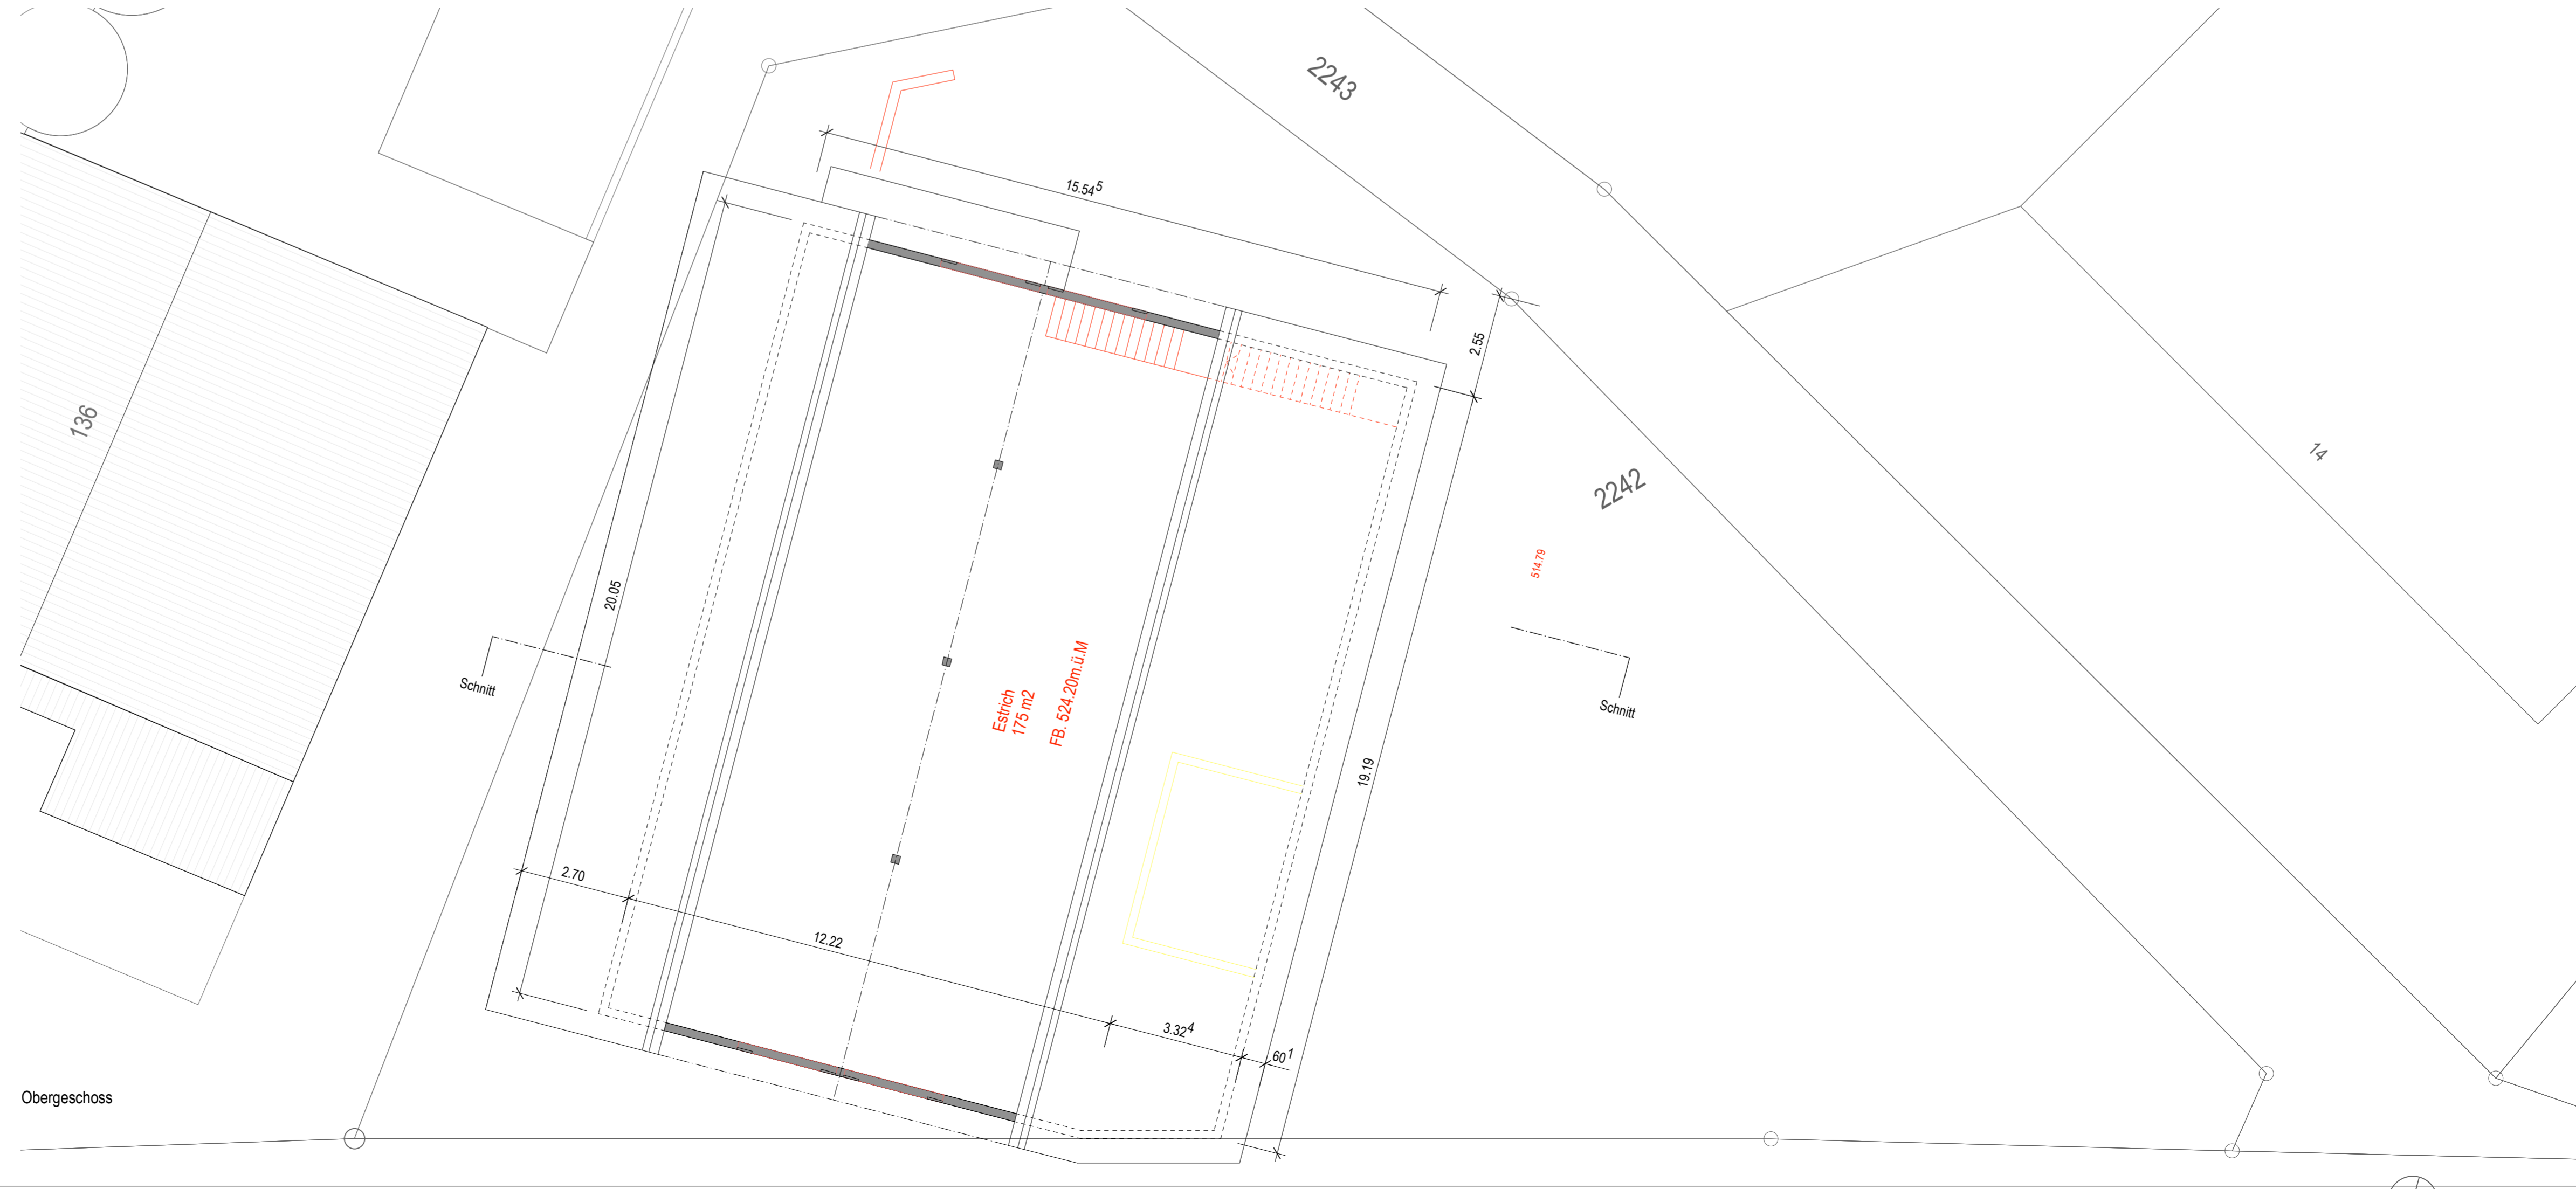 2243
15.54⁵
2.55
136
14
2242
514.79
20.05
Schnitt
Estrich
175 m2
FB. 524.20m.ü.M
Schnitt
19.19
2.70
12.22
3.32⁴
60¹
Obergeschoss